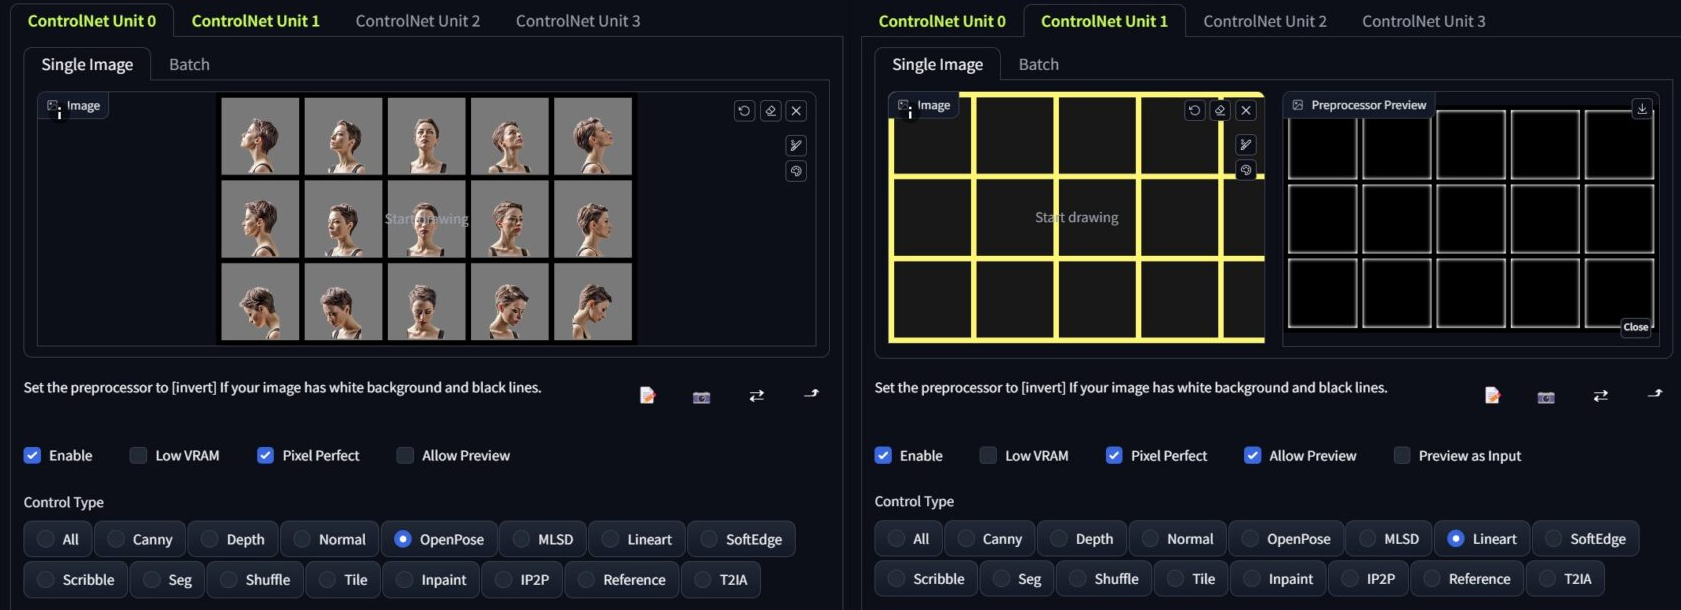 ControlNet Unit 0 ControlNet Unit 1 ControlNet Unit 2 ControlNet Unit 3
Single Image Batch
Image
Start drawing
Set the preprocessor to [invert] If your image has white background and black lines.
Enable Low VRAM Pixel Perfect Allow Preview
Control Type
All Canny Depth Normal OpenPose MLSD Lineart SoftEdge
Scribble Seg Shuffle Tile Inpaint IP2P Reference T2IA
ControlNet Unit 0 ControlNet Unit 1 ControlNet Unit 2 ControlNet Unit 3
Single Image Batch
Image
Start drawing
Preprocessor Preview
Close
Set the preprocessor to [invert] If your image has white background and black lines.
Enable Low VRAM Pixel Perfect Allow Preview Preview as Input
Control Type
All Canny Depth Normal OpenPose MLSD Lineart SoftEdge
Scribble Seg Shuffle Tile Inpaint IP2P Reference T2IA